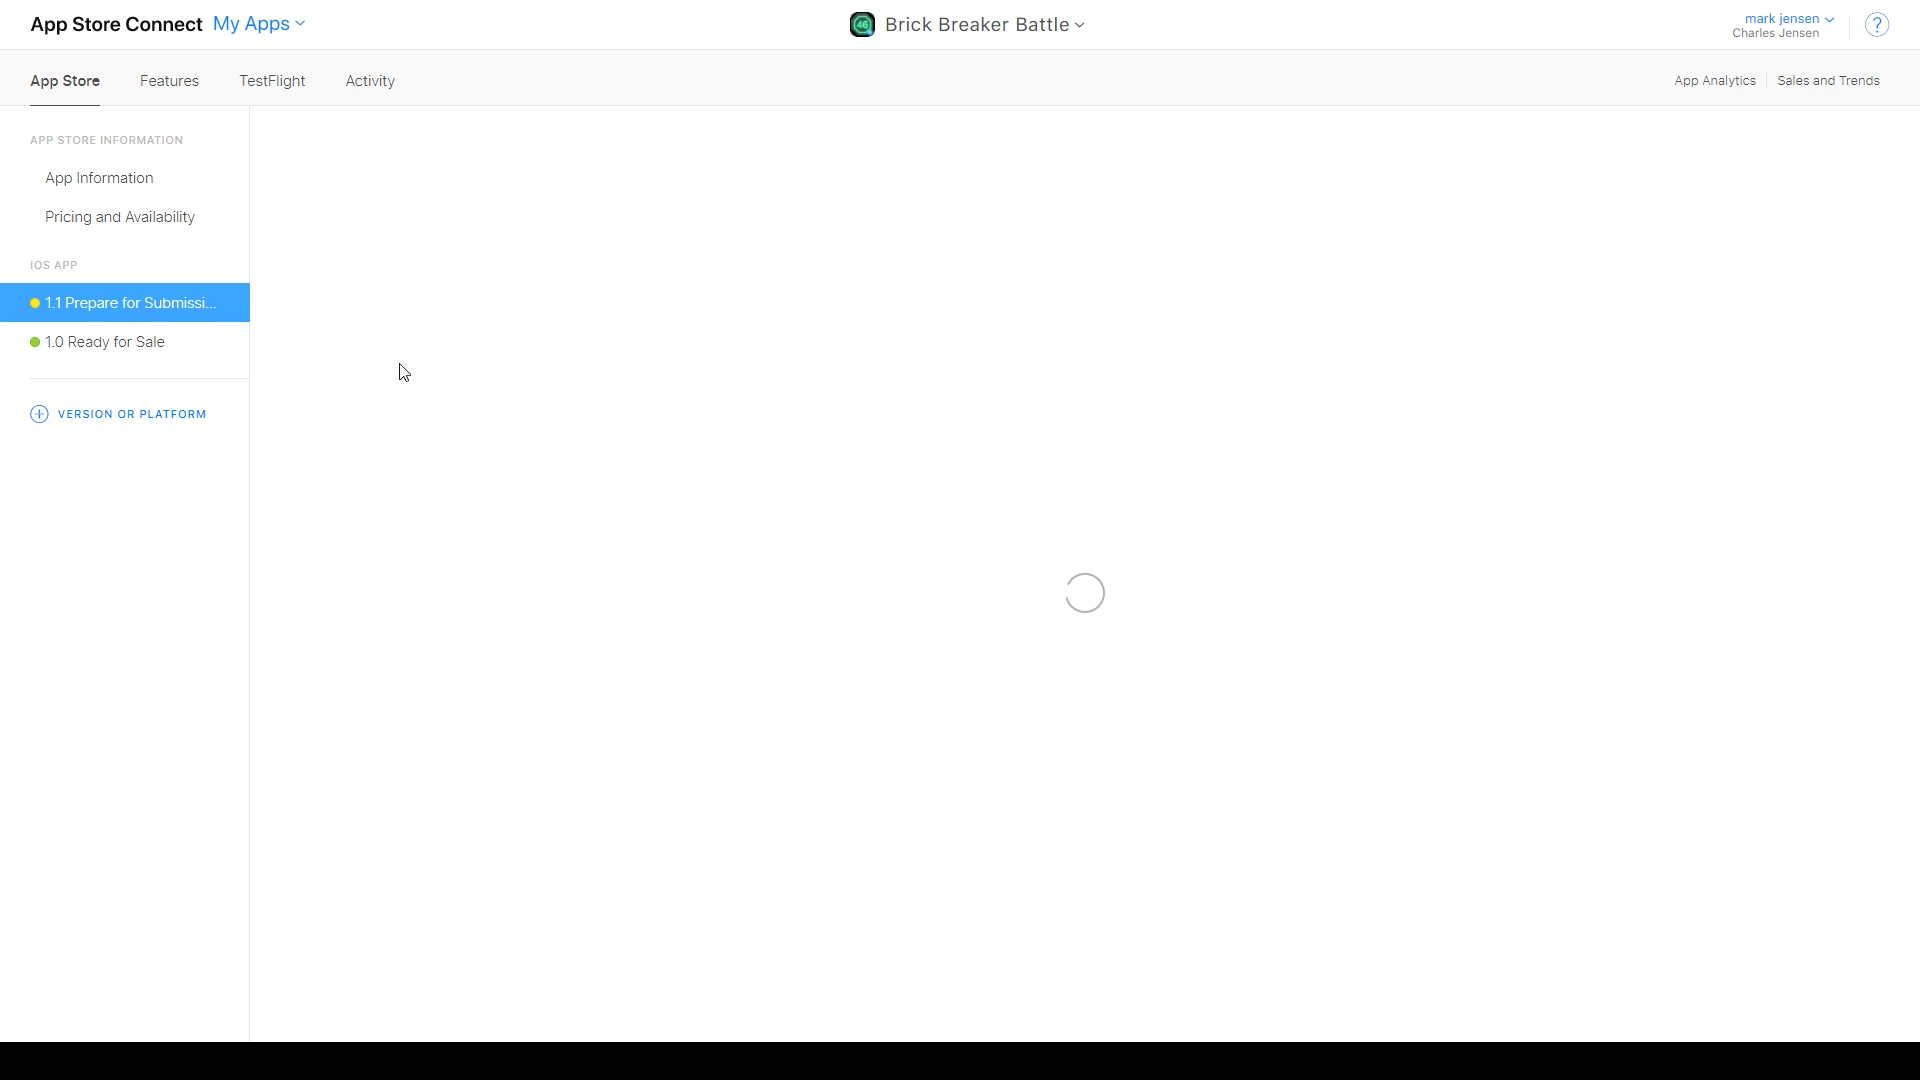 App Store Connect My Apps
46 Brick Breaker Battle
mark jensen
Charles Jensen
?
App Store Features TestFlight Activity
App Analytics Sales and Trends
APP STORE INFORMATION
App Information
Pricing and Availability
IOS APP
1.1 Prepare for Submissi...
1.0 Ready for Sale
VERSION OR PLATFORM